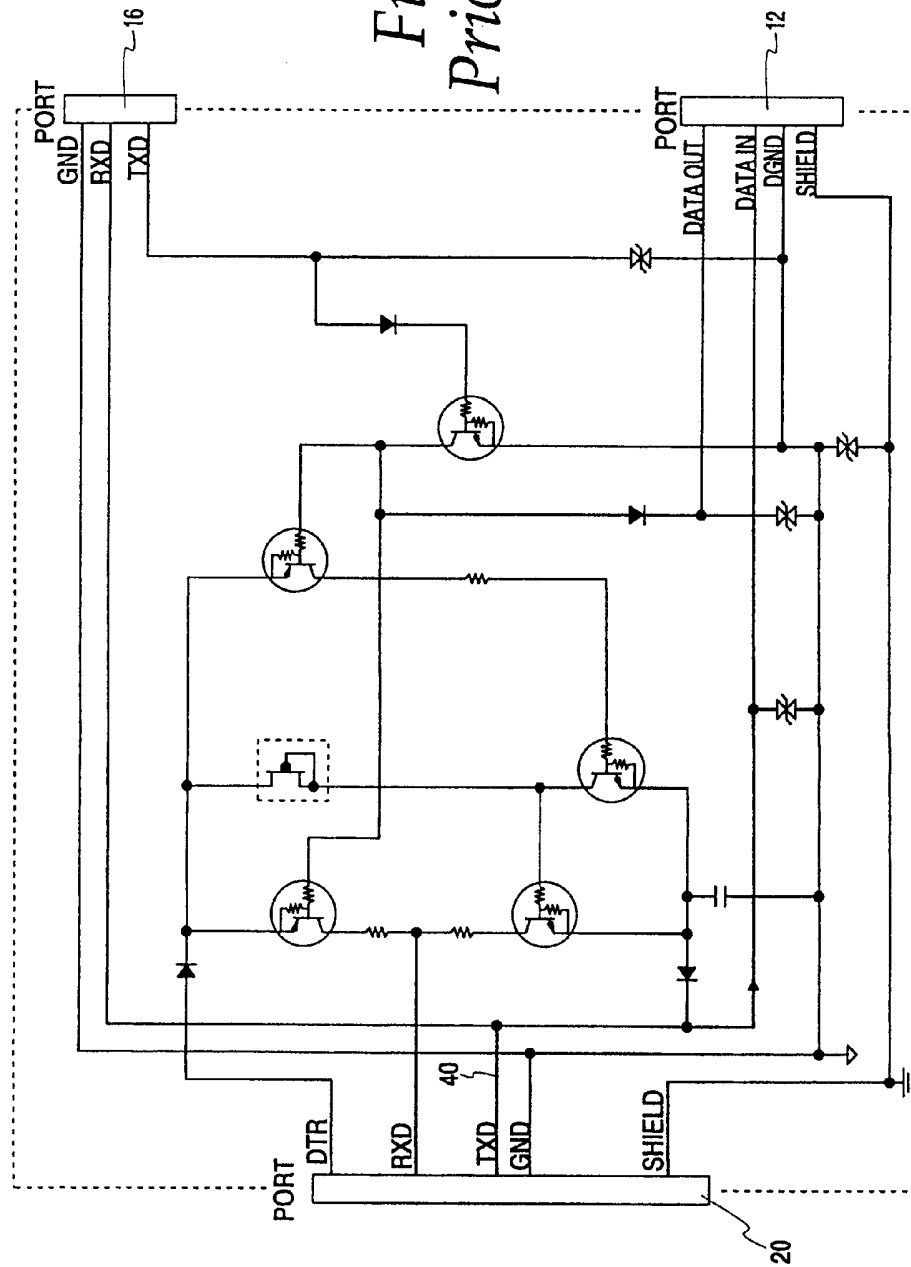 Fi
Prio
PORT
16
GND
RXD
TXD
PORT
12
DATA OUT
DATA IN
DGND
SHIELD
PORT
DTR
RXD
TXD
40
GND
SHIELD
20